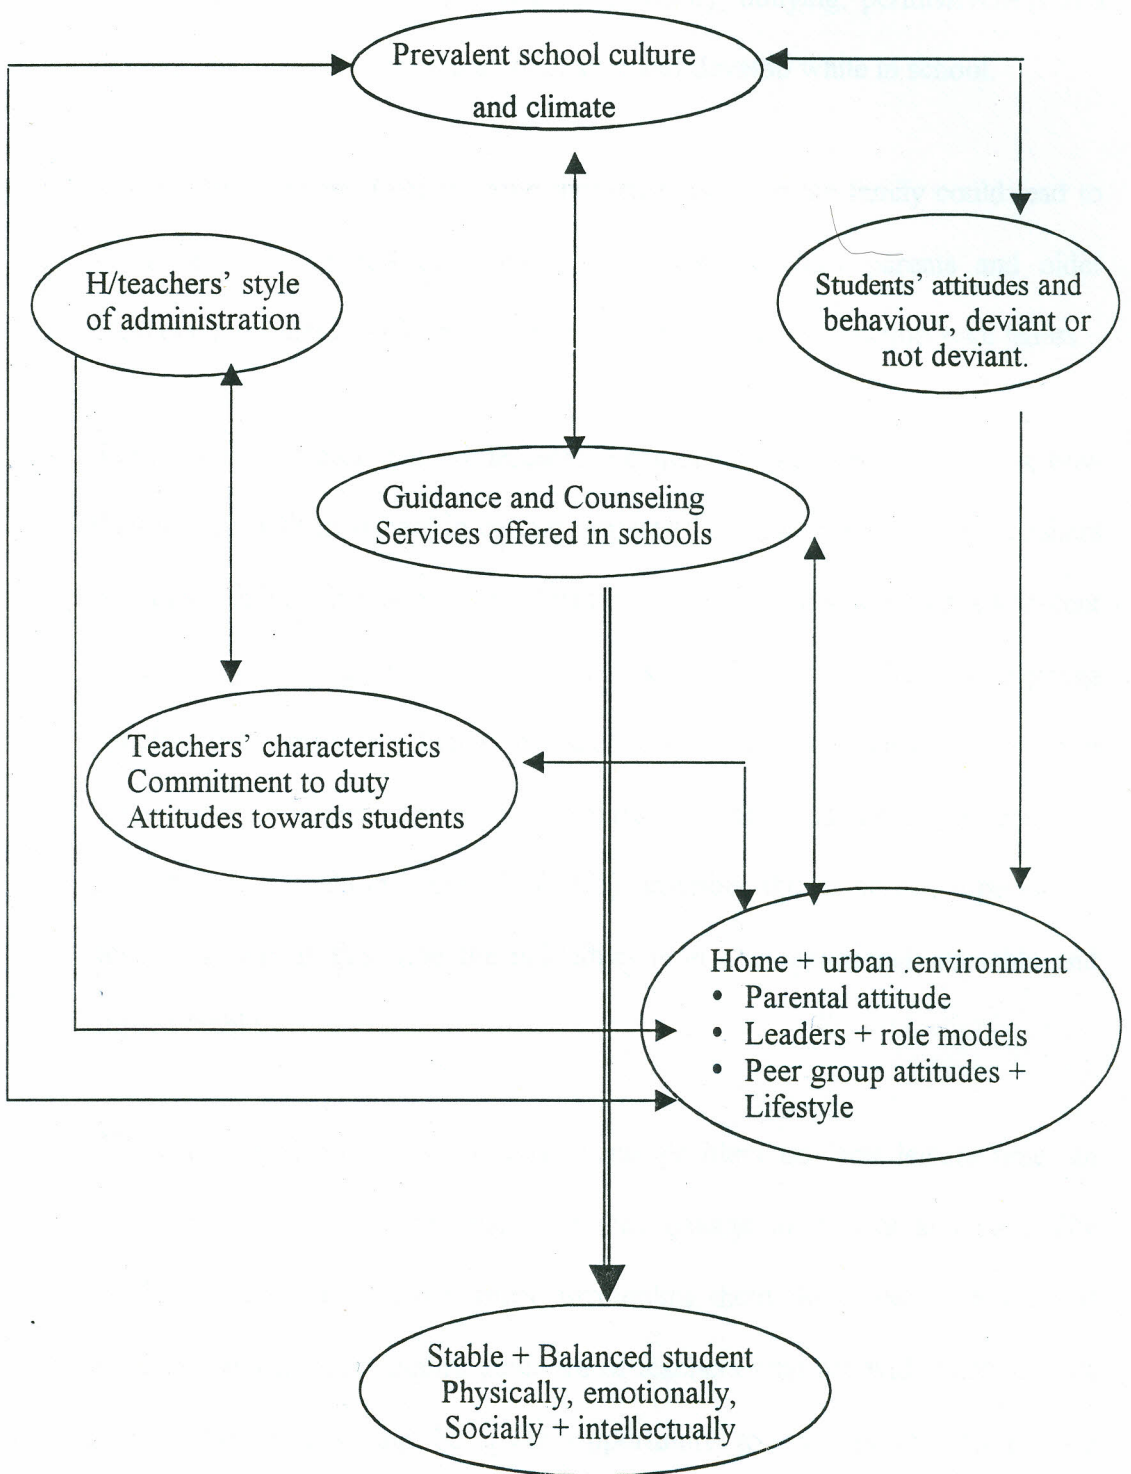 Prevalent school culture
and climate
H/teachers' style
of administration
Students' attitudes and
behaviour, deviant or
not deviant.
Guidance and Counseling
Services offered in schools
Teachers' characteristics
Commitment to duty
Attitudes towards students
Home + urban .environment
• Parental attitude
• Leaders + role models
• Peer group attitudes +
Lifestyle
Stable + Balanced student
Physically, emotionally,
Socially + intellectually